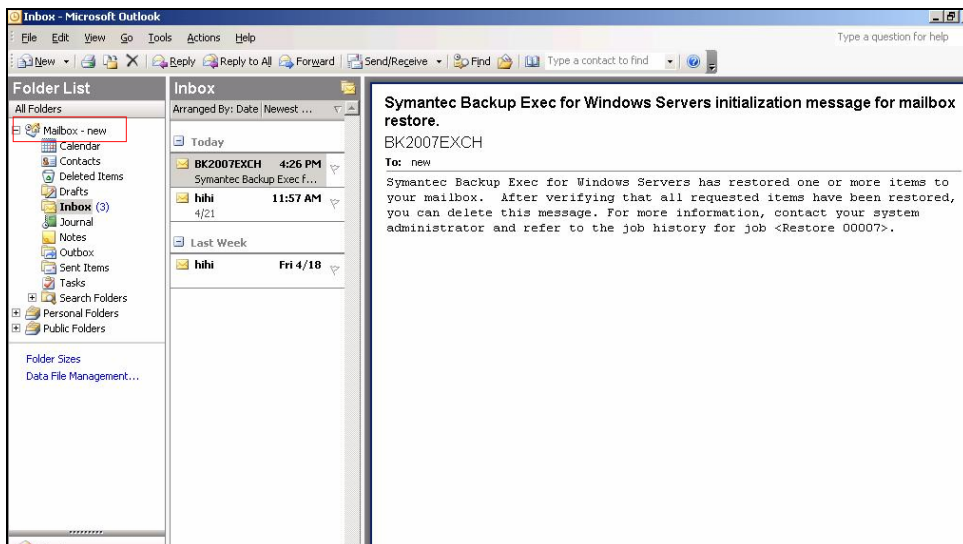 Inbox - Microsoft Outlook
File Edit View Go Tools Actions Help
Type a question for help
New Reply Reply to All Forward Send/Receive Find Type a contact to find
Folder List
All Folders
Mailbox - new
Calendar
Contacts
Deleted Items
Drafts
Inbox (3)
Journal
Notes
Outbox
Sent Items
Tasks
Search Folders
Personal Folders
Public Folders
Folder Sizes
Data File Management...
Inbox
Arranged By: Date Newest ...
Today
BK2007EXCH 4:26 PM
Symantec Backup Exec f...
hihi 11:57 AM
4/21
Last Week
hihi Fri 4/18
Symantec Backup Exec for Windows Servers initialization message for mailbox
restore.
BK2007EXCH
To: new
Symantec Backup Exec for Windows Servers has restored one or more items to
your mailbox. After verifying that all requested items have been restored,
you can delete this message. For more information, contact your system
administrator and refer to the job history for job <Restore 00007>.